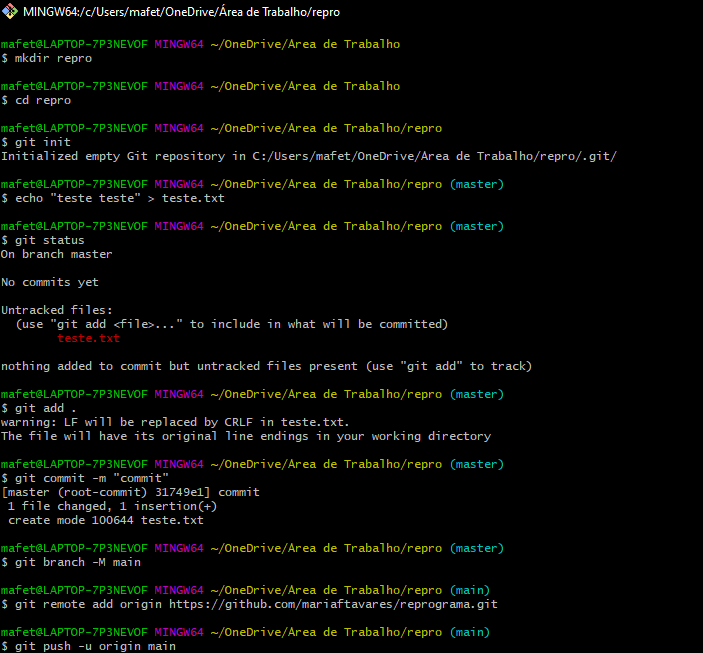 MINGW64:/c/Users/mafet/OneDrive/Área de Trabalho/repro
mafet@LAPTOP-7P3NEVOF MINGW64 ~/OneDrive/Área de Trabalho
$ mkdir repro
mafet@LAPTOP-7P3NEVOF MINGW64 ~/OneDrive/Área de Trabalho
$ cd repro
mafet@LAPTOP-7P3NEVOF MINGW64 ~/OneDrive/Área de Trabalho/repro
$ git init
Initialized empty Git repository in C:/Users/mafet/OneDrive/Área de Trabalho/repro/.git/
mafet@LAPTOP-7P3NEVOF MINGW64 ~/OneDrive/Área de Trabalho/repro (master)
$ echo "teste teste" > teste.txt
mafet@LAPTOP-7P3NEVOF MINGW64 ~/OneDrive/Área de Trabalho/repro (master)
$ git status
On branch master
No commits yet
Untracked files:
(use "git add <file>..." to include in what will be committed)
teste.txt
nothing added to commit but untracked files present (use "git add" to track)
mafet@LAPTOP-7P3NEVOF MINGW64 ~/OneDrive/Área de Trabalho/repro (master)
$ git add .
warning: LF will be replaced by CRLF in teste.txt.
The file will have its original line endings in your working directory
mafet@LAPTOP-7P3NEVOF MINGW64 ~/OneDrive/Área de Trabalho/repro (master)
$ git commit -m "commit"
[master (root-commit) 31749e1] commit
1 file changed, 1 insertion(+)
create mode 100644 teste.txt
mafet@LAPTOP-7P3NEVOF MINGW64 ~/OneDrive/Área de Trabalho/repro (master)
$ git branch -M main
mafet@LAPTOP-7P3NEVOF MINGW64 ~/OneDrive/Área de Trabalho/repro (main)
$ git remote add origin https://github.com/mariaftavares/reprograma.git
mafet@LAPTOP-7P3NEVOF MINGW64 ~/OneDrive/Área de Trabalho/repro (main)
$ git push -u origin main